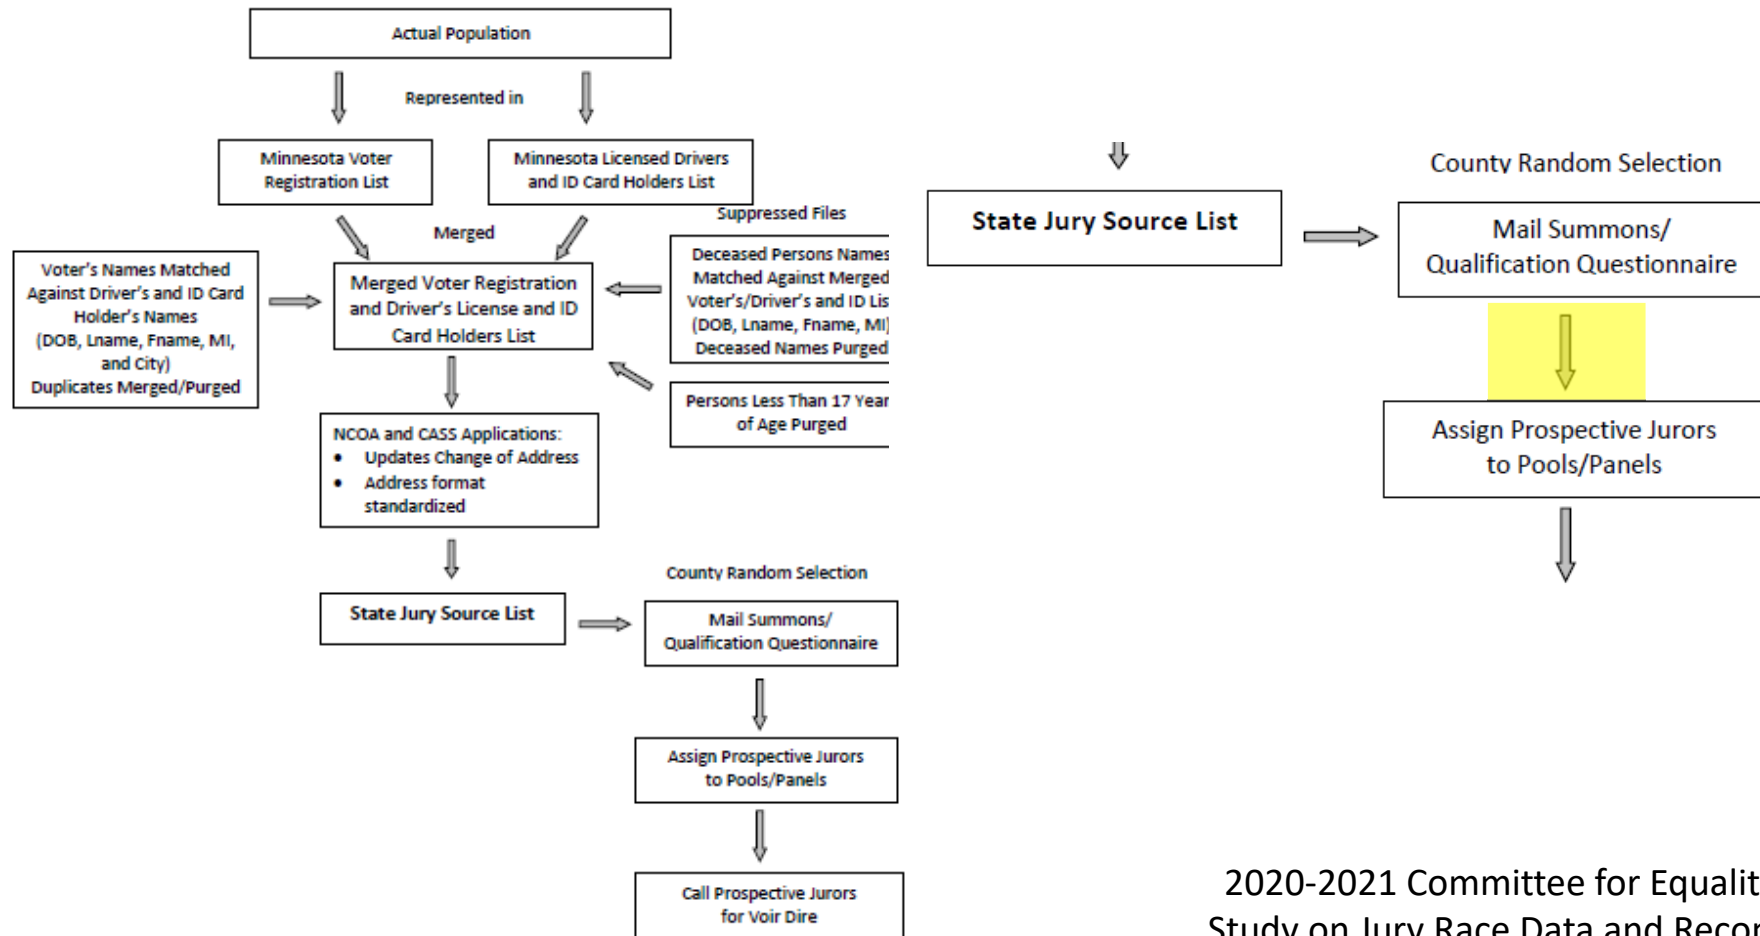 Actual Population
Represented in
Minnesota Voter
Registration List
Minnesota Licensed Drivers
and ID Card Holders List
Suppressed Files
Merged
Voter's Names Matched
Against Driver's and ID Card
Holder's Names
(DOB, Lname, Fname, MI,
and City)
Duplicates Merged/Purged
Merged Voter Registration
and Driver's License and ID
Card Holders List
Deceased Persons Names
Matched Against Merged
Voter's/Driver's and ID Lis
(DOB, Lname, Fname, MI)
Deceased Names Purged
Persons Less Than 17 Year
of Age Purged
NCOA and CASS Applications:
• Updates Change of Address
• Address format
standardized
County Random Selection
State Jury Source List
Mail Summons/
Qualification Questionnaire
Assign Prospective Jurors
to Pools/Panels
Call Prospective Jurors
for Voir Dire
County Random Selection
State Jury Source List
Mail Summons/
Qualification Questionnaire
Assign Prospective Jurors
to Pools/Panels
2020-2021 Committee for Equalit
Study on Jury Race Data and Recor